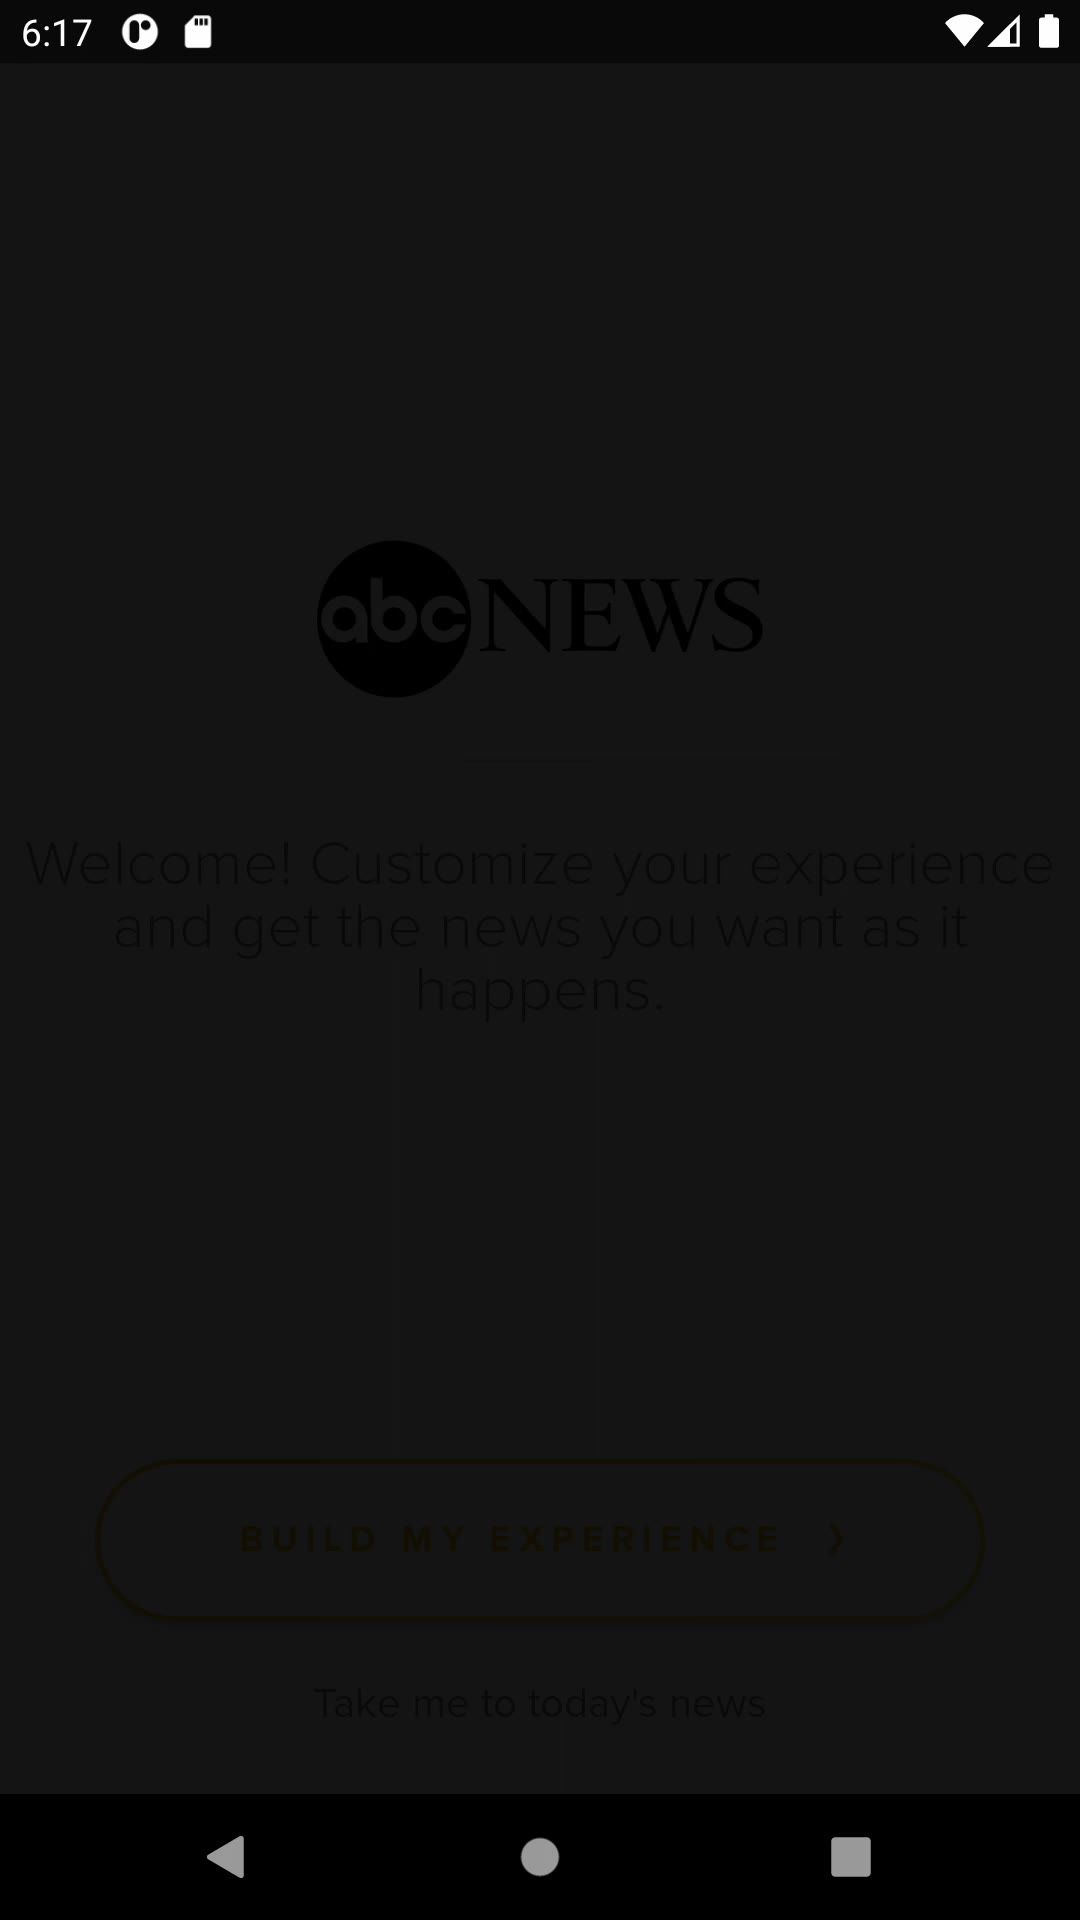 6:17
abc NEWS
Welcome! Customize your experience
and get the news you want as it
happens.
BUILD MY EXPERIENCE
Take me to today's news